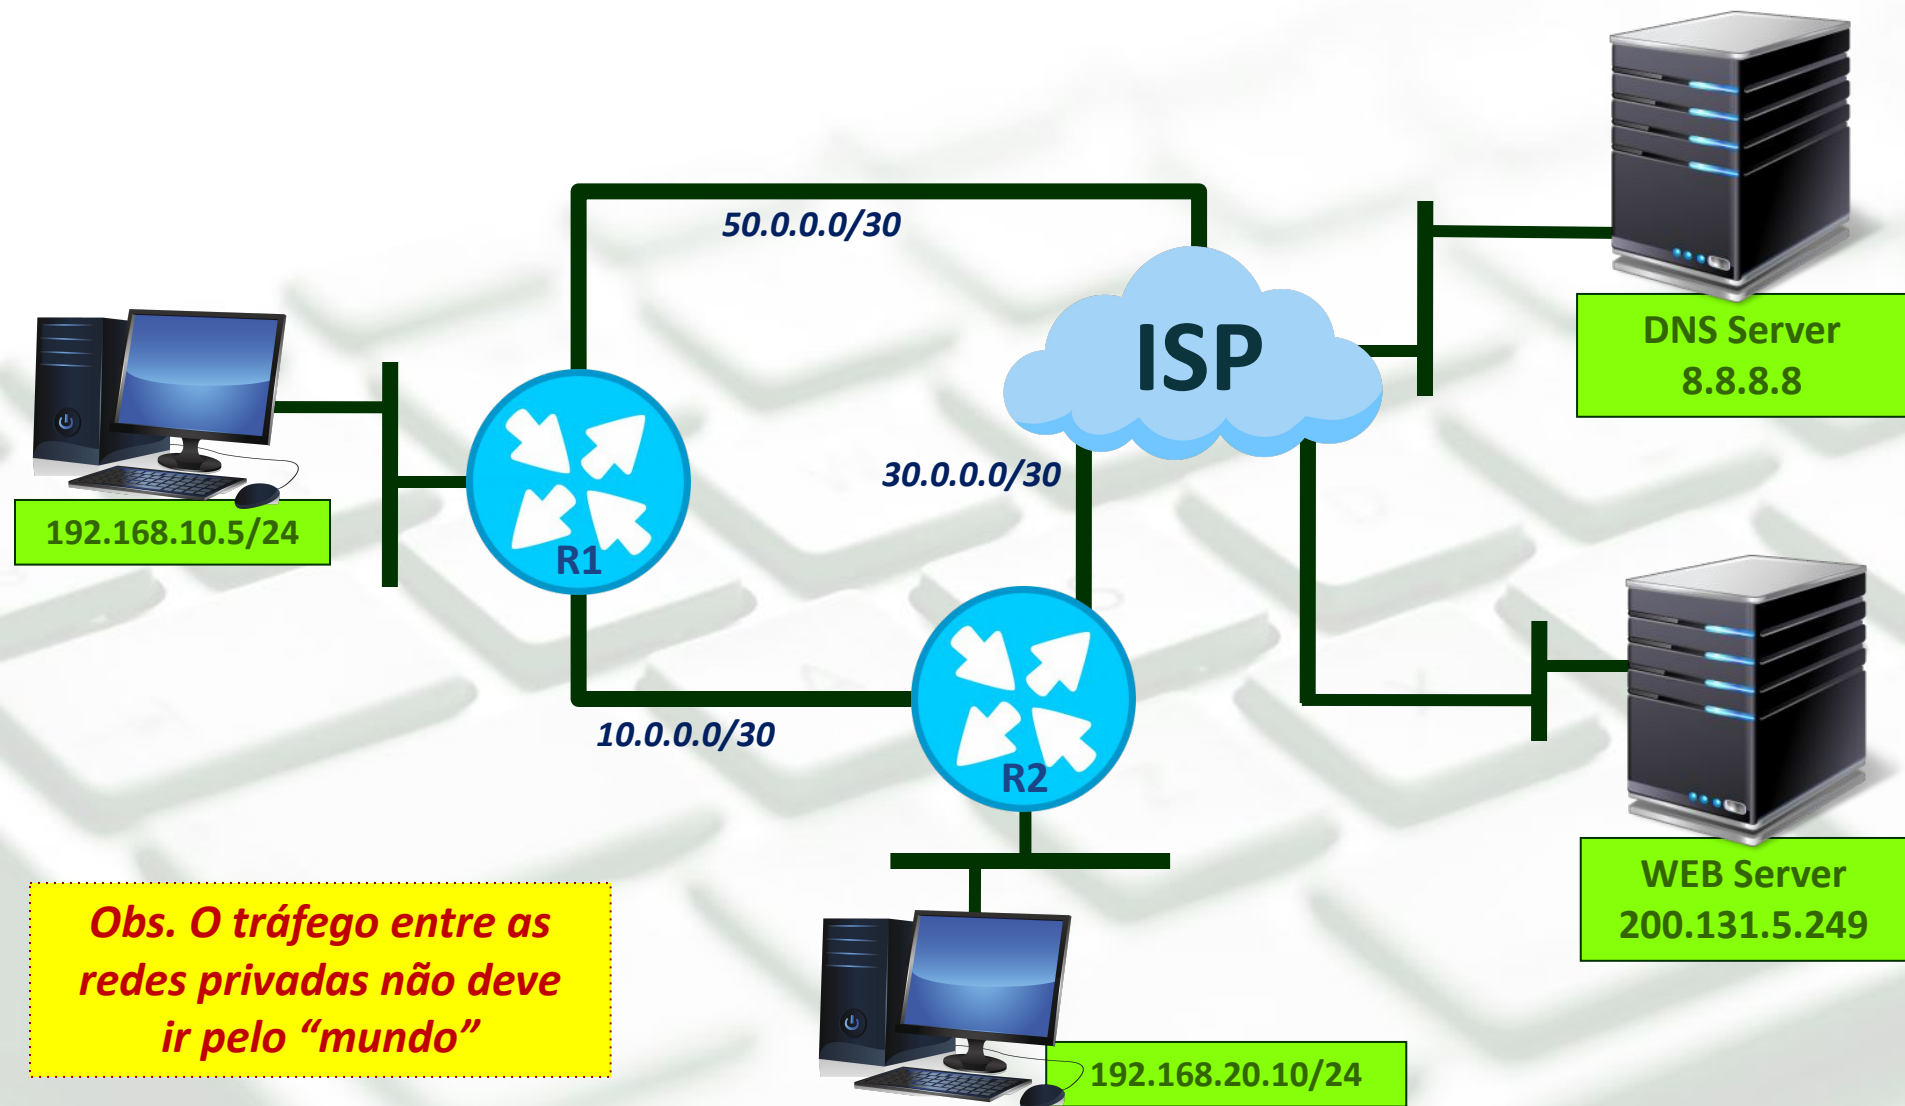 50.0.0.0/30
ISP
DNS Server
8.8.8.8
30.0.0.0/30
192.168.10.5/24
R1
10.0.0.0/30
R2
WEB Server
200.131.5.249
Obs. O tráfego entre as
redes privadas não deve
ir pelo “mundo”
192.168.20.10/24